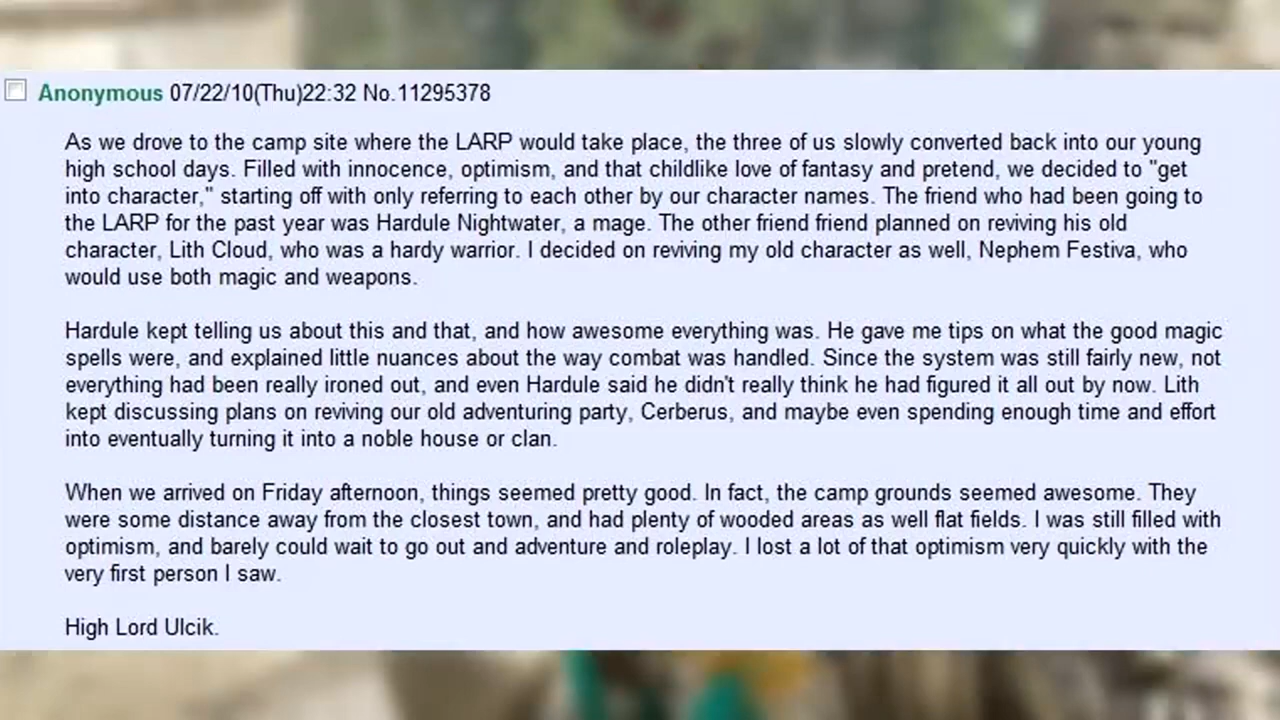 Anonymous 07/22/10(Thu)22:32 No.11295378
As we drove to the camp site where the LARP would take place, the three of us slowly converted back into our young
high school days. Filled with innocence, optimism, and that childlike love of fantasy and pretend, we decided to "get
into character," starting off with only referring to each other by our character names. The friend who had been going to
the LARP for the past year was Hardule Nightwater, a mage. The other friend friend planned on reviving his old
character, Lith Cloud, who was a hardy warrior. I decided on reviving my old character as well, Nephem Festiva, who
would use both magic and weapons.
Hardule kept telling us about this and that, and how awesome everything was. He gave me tips on what the good magic
spells were, and explained little nuances about the way combat was handled. Since the system was still fairly new, not
everything had been really ironed out, and even Hardule said he didn't really think he had figured it all out by now. Lith
kept discussing plans on reviving our old adventuring party, Cerberus, and maybe even spending enough time and effort
into eventually turning it into a noble house or clan.
When we arrived on Friday afternoon, things seemed pretty good. In fact, the camp grounds seemed awesome. They
were some distance away from the closest town, and had plenty of wooded areas as well flat fields. I was still filled with
optimism, and barely could wait to go out and adventure and roleplay. I lost a lot of that optimism very quickly with the
very first person I saw.
High Lord Ulcik.